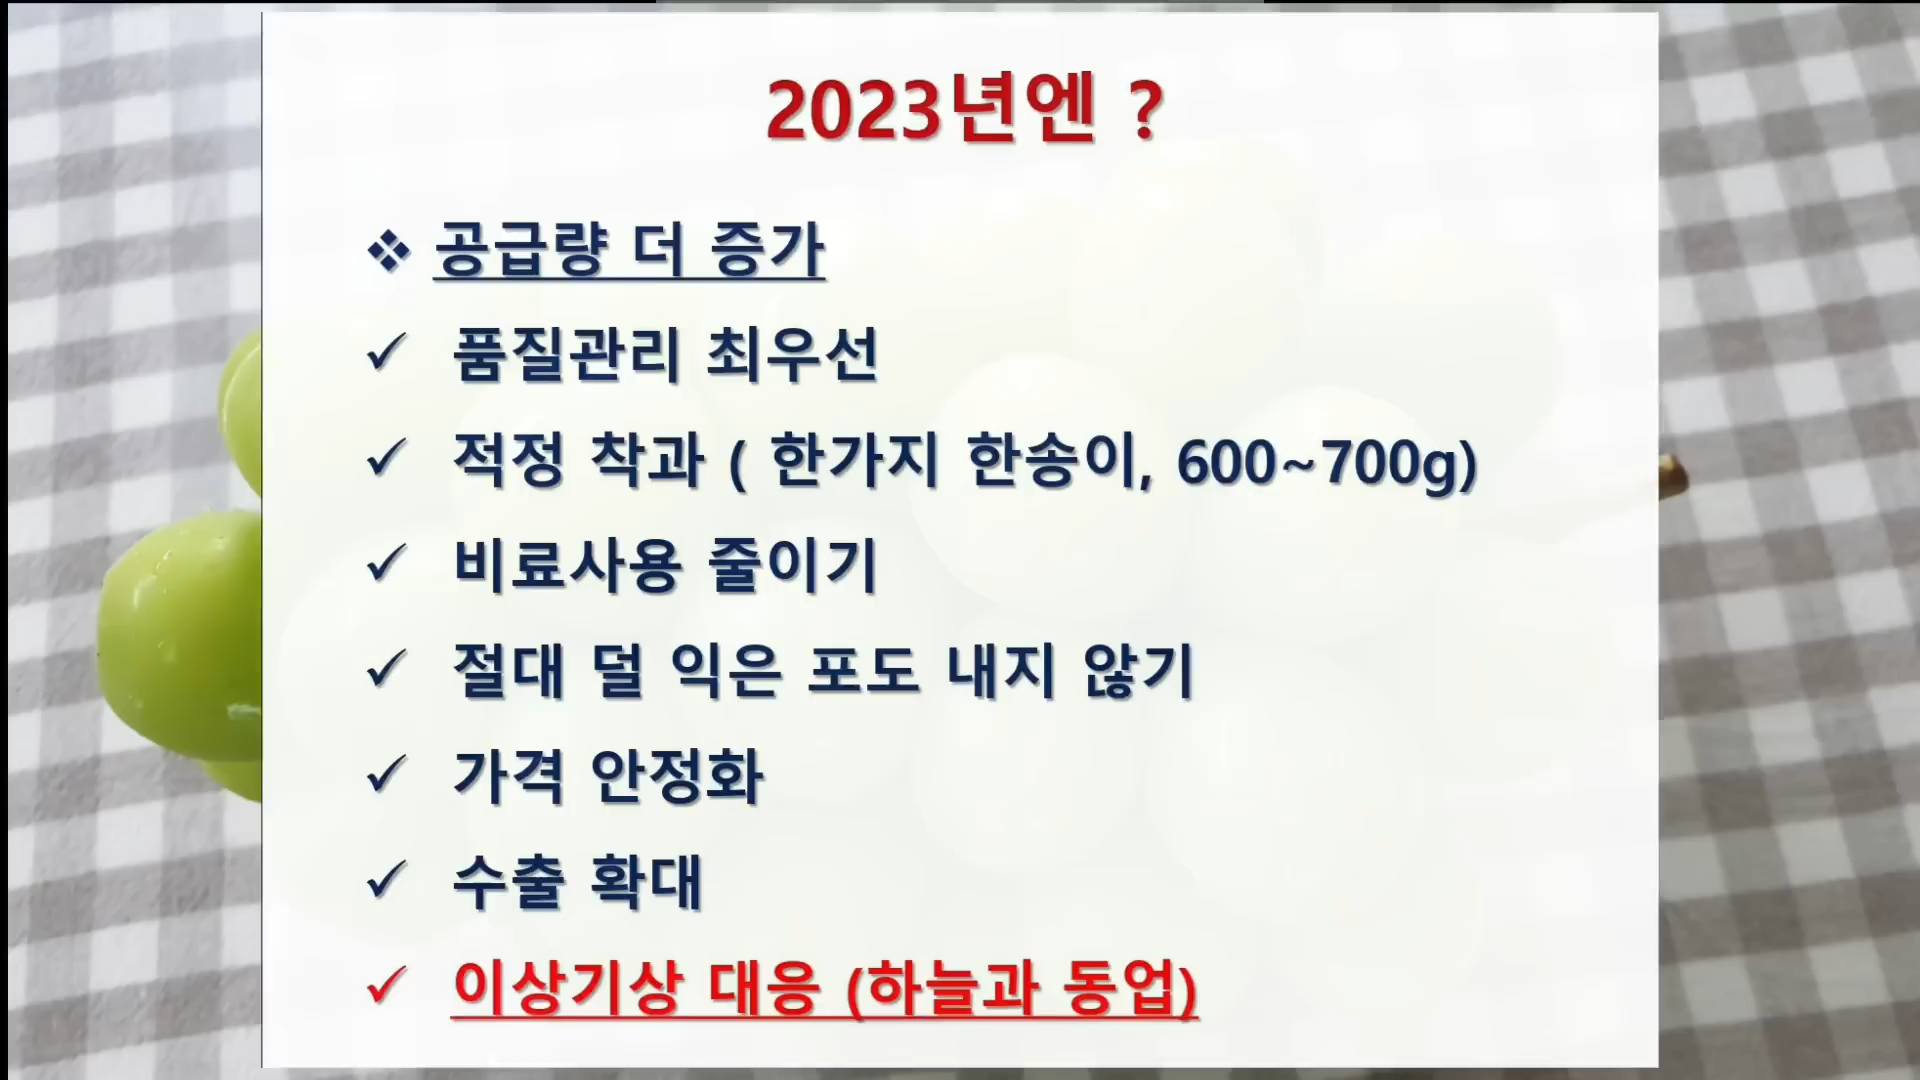 2023년엔 ?
❖ 공급량 더 증가
✓ 품질관리 최우선
✓ 적정 착과 ( 한가지 한송이, 600~700g)
✓ 비료사용 줄이기
✓ 절대 덜 익은 포도 내지 않기
✓ 가격 안정화
✓ 수출 확대
✓ 이상기상 대응 (하늘과 동업)